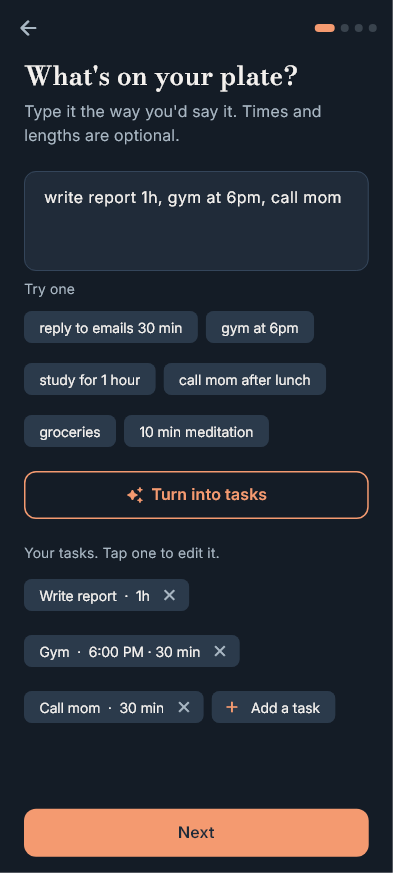 What's on your plate?
Type it the way you'd say it. Times and
lengths are optional.
write report 1h, gym at 6pm, call mom
Try one
reply to emails 30 min
gym at 6pm
study for 1 hour
call mom after lunch
groceries
10 min meditation
Turn into tasks
Your tasks. Tap one to edit it.
Write report · 1h ×
Gym · 6:00 PM · 30 min ×
Call mom · 30 min ×
+ Add a task
Next